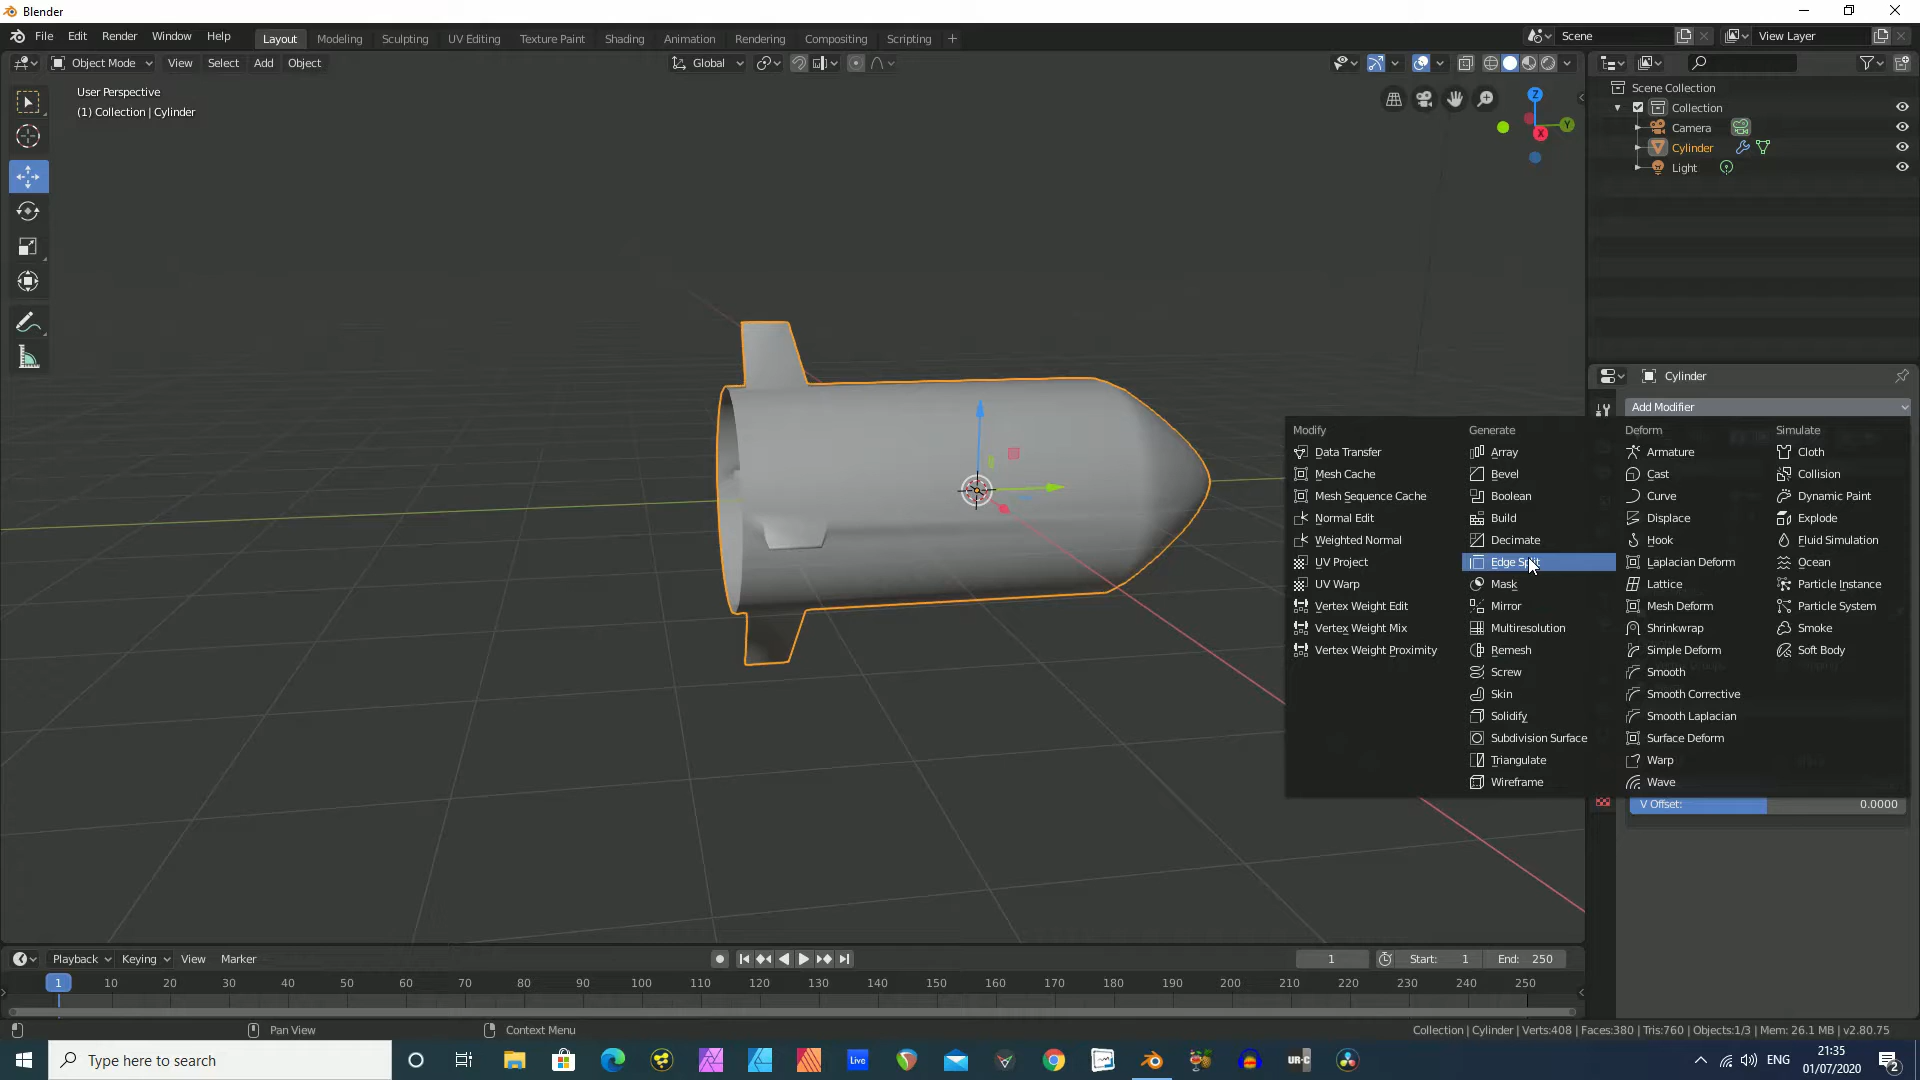 Blender
File Edit Render Window Help
Layout Modeling Sculpting UV Editing Texture Paint Shading Animation Rendering Compositing Scripting +
Scene
View Layer
Object Mode View Select Add Object
Global
User Perspective
(1) Collection | Cylinder
Z
Y
X
Scene Collection
Collection
Camera
Cylinder
Light
Cylinder
Add Modifier
Modify
Data Transfer
Mesh Cache
Mesh Sequence Cache
Normal Edit
Weighted Normal
UV Project
UV Warp
Vertex Weight Edit
Vertex Weight Mix
Vertex Weight Proximity
Generate
Array
Bevel
Boolean
Build
Decimate
Edge Split
Mask
Mirror
Multiresolution
Remesh
Screw
Skin
Solidify
Subdivision Surface
Triangulate
Wireframe
Deform
Armature
Cast
Curve
Displace
Hook
Laplacian Deform
Lattice
Mesh Deform
Shrinkwrap
Simple Deform
Smooth
Smooth Corrective
Smooth Laplacian
Surface Deform
Warp
Wave
Simulate
Cloth
Collision
Dynamic Paint
Explode
Fluid Simulation
Ocean
Particle Instance
Particle System
Smoke
Soft Body
V Offset: 0.0000
Playback Keying View Marker
1
Start: 1
End: 250
1 10 20 30 40 50 60 70 80 90 100 110 120 130 140 150 160 170 180 190 200 210 220 230 240 250
Pan View
Context Menu
Collection | Cylinder | Verts:408 | Faces:380 | Tris:760 | Objects:1/3 | Mem: 26.1 MB | v2.80.75
Type here to search
Live
UR-C
ENG
21:35
01/07/2020
2